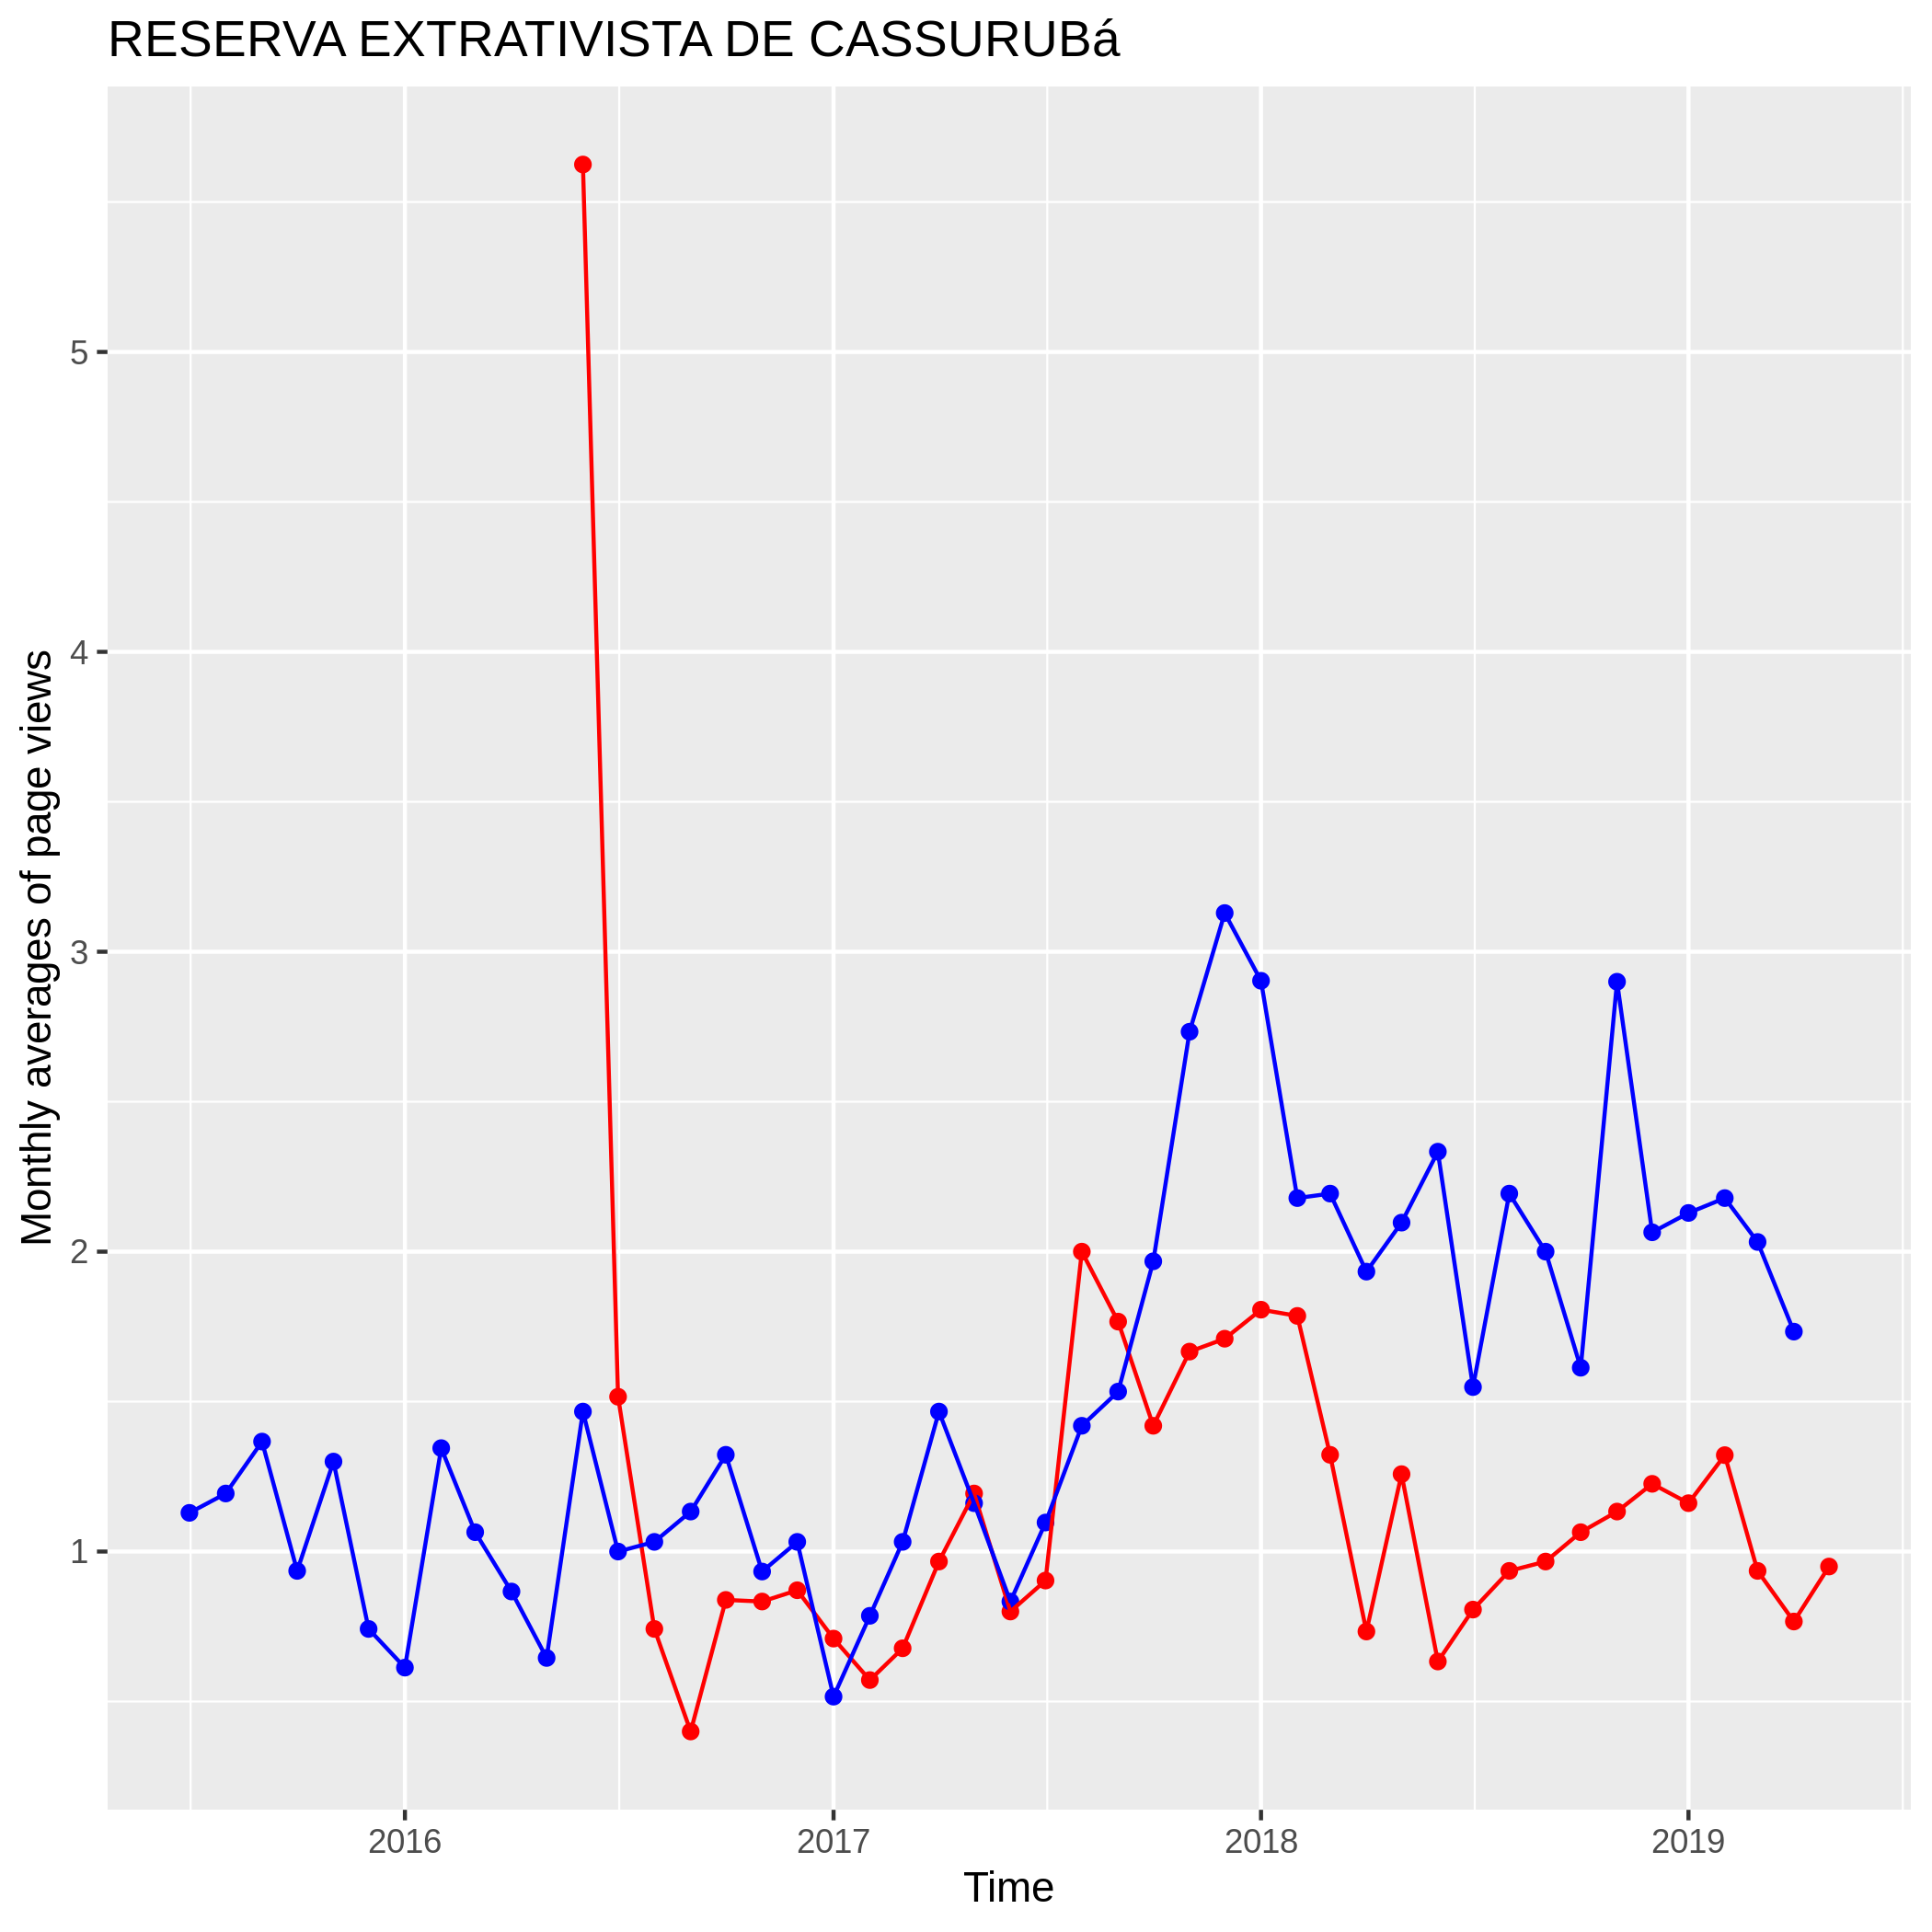 RESERVA EXTRATIVISTA DE CASSURUBá
Monthly averages of page views
5
4
3
2
1
2016 2017 2018 2019
Time